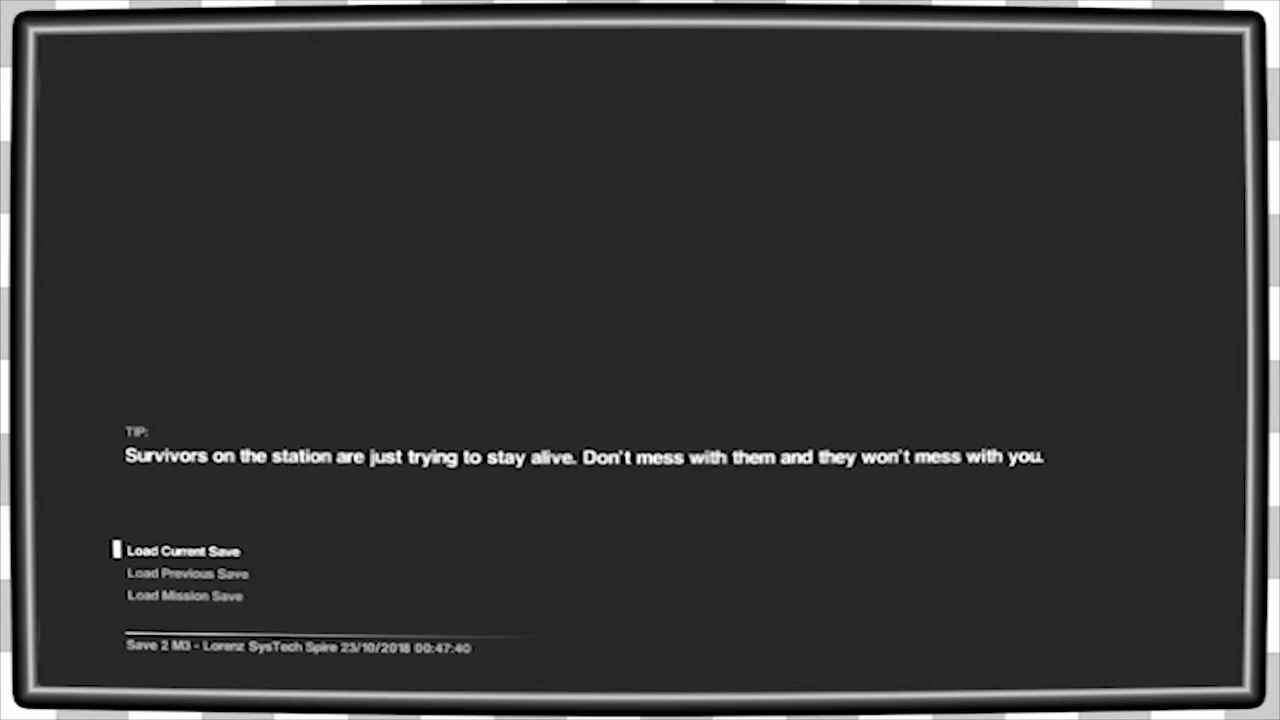 TIP:
Survivors on the station are just trying to stay alive. Don't mess with them and they won't mess with you.
Load Current Save
Load Previous Save
Load Mission Save
Save 2 M3 - Lorenz SysTech Spire 23/10/2018 00:47:40